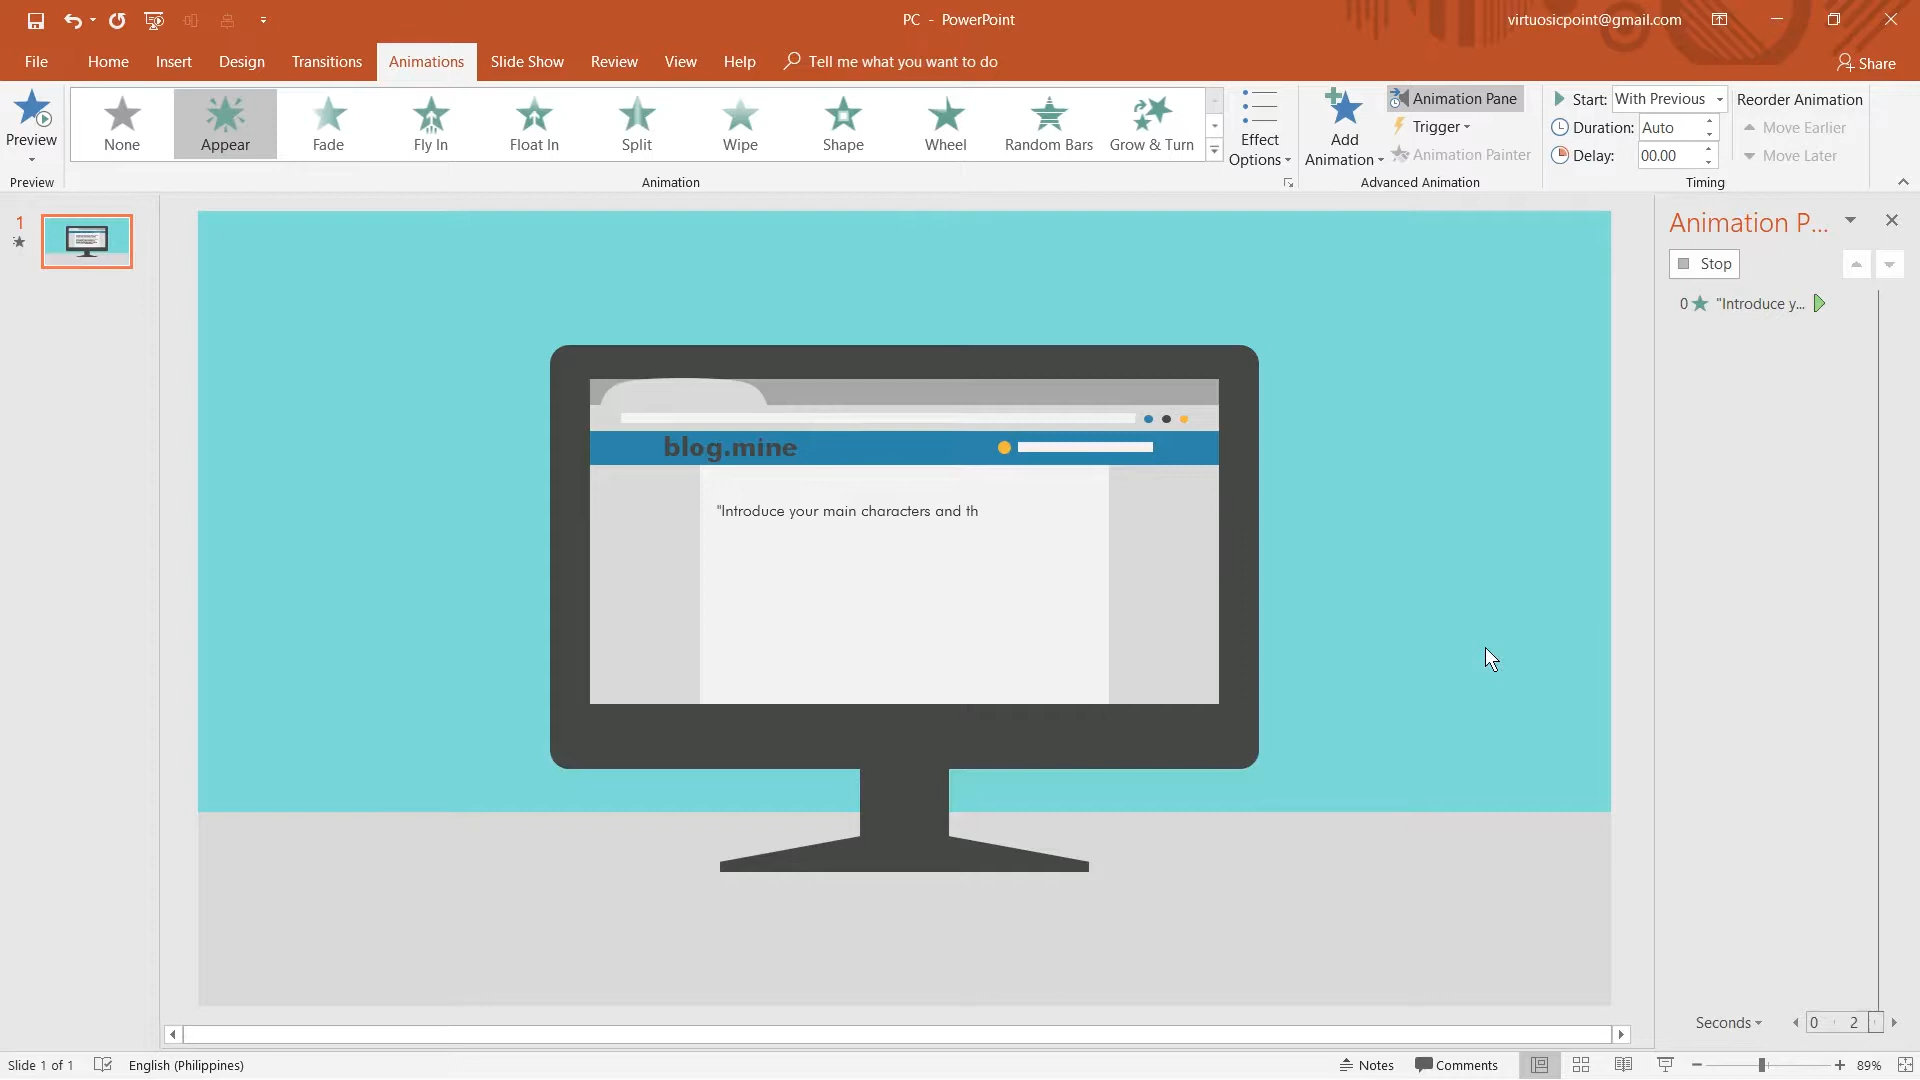 PC - PowerPoint
virtuosicpoint@gmail.com
File
Home
Insert
Design
Transitions
Animations
Slide Show
Review
View
Help
Tell me what you want to do
Share
Preview
None
Appear
Fade
Fly In
Float In
Split
Wipe
Shape
Wheel
Random Bars
Grow & Turn
Effect
Options
Add
Animation
Animation Pane
Trigger
Animation Painter
Start: With Previous
Duration: Auto
Delay: 00.00
Reorder Animation
Move Earlier
Move Later
Preview
Animation
Advanced Animation
Timing
1
Animation P...
Stop
0 "Introduce y...
blog.mine
"Introduce your main characters and th
Seconds
0
2
Slide 1 of 1
English (Philippines)
Notes
Comments
89%